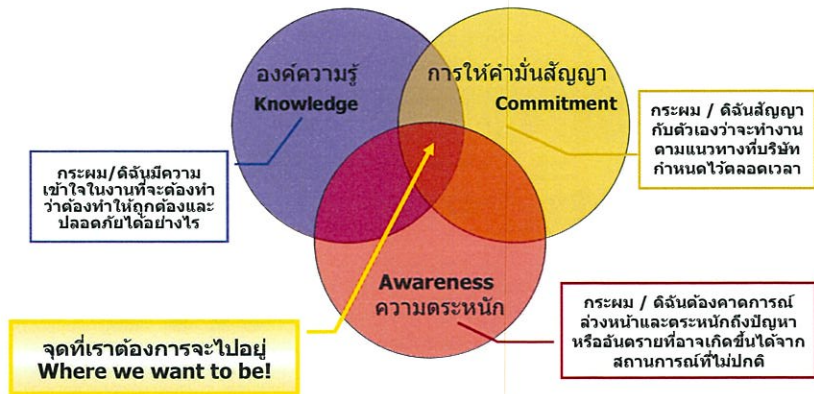 องค์ความรู้
Knowledge
การให้คำมั่นสัญญา
Commitment
กระผม / ดิฉันสัญญา
กับตัวเองว่าจะทำงาน
ตามแนวทางที่บริษัท
กำหนดไว้ตลอดเวลา
กระผม/ดิฉันมีความ
เข้าใจในงานที่จะต้องทำ
ว่าต้องทำให้ถูกต้องและ
ปลอดภัยได้อย่างไร
Awareness
ความตระหนัก
กระผม / ดิฉันต้องคาดการณ์
ล่วงหน้าและตระหนักถึงปัญหา
หรืออันตรายที่อาจเกิดขึ้นได้จาก
สถานการณ์ที่ไม่ปกติ
จุดที่เราต้องการจะไปอยู่
Where we want to be!